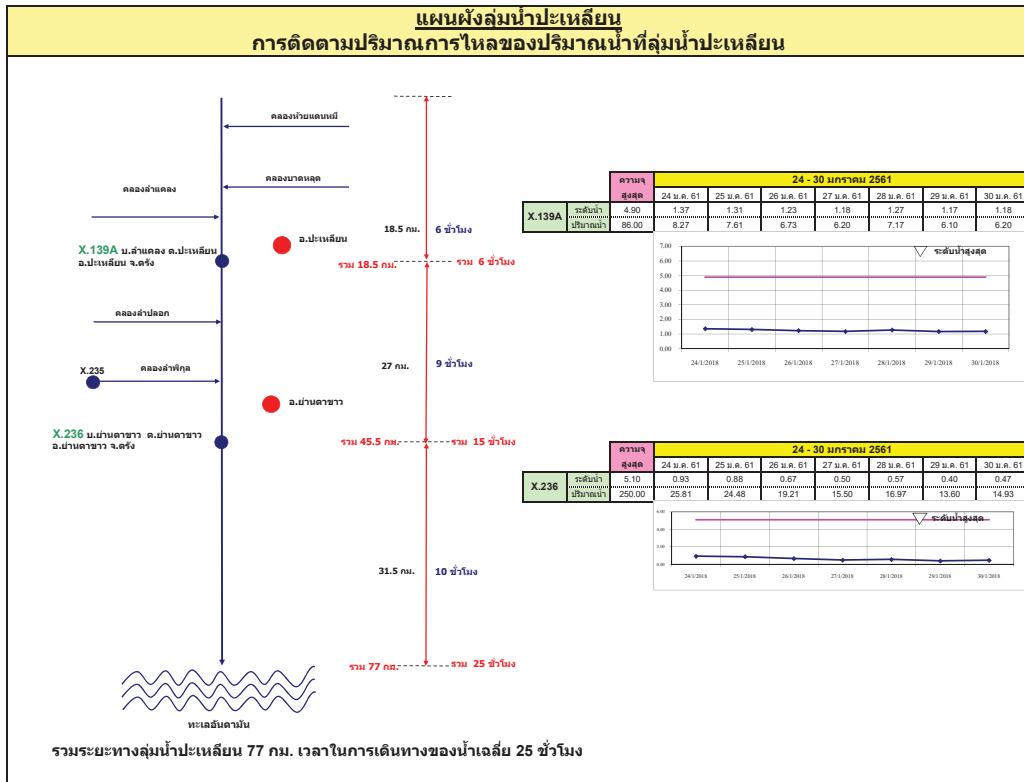 แผนผังลุ่มน้ำปะเหลียน
การติดตามปริมาณการไหลของปริมาณน้ำที่ลุ่มน้ำปะเหลียน
คลองห้วยแดนหมี
คลองบาตหลุด
คลองลำแคลง
18.5 กม. 6 ชั่วโมง
อ.ปะเหลียน
X.139A บ.ลำแคลง ต.ปะเหลียน
อ.ปะเหลียน จ.ตรัง
รวม 18.5 กม. รวม 6 ชั่วโมง
คลองลำปลอก
X.235 คลองลำพิกุล
27 กม. 9 ชั่วโมง
อ.ย่านตาขาว
X.236 บ.ย่านตาขาว ต.ย่านตาขาว
อ.ย่านตาขาว จ.ตรัง
รวม 45.5 กม. รวม 15 ชั่วโมง
31.5 กม. 10 ชั่วโมง
รวม 77 กม. รวม 25 ชั่วโมง
ทะเลอันดามัน
รวมระยะทางลุ่มน้ำปะเหลียน 77 กม. เวลาในการเดินทางของน้ำเฉลี่ย 25 ชั่วโมง
ความจุสูงสุด 24 - 30 มกราคม 2561
24 ม.ค. 61 25 ม.ค. 61 26 ม.ค. 61 27 ม.ค. 61 28 ม.ค. 61 29 ม.ค. 61 30 ม.ค. 61
X.139A
ระดับน้ำ 4.90 1.37 1.31 1.23 1.18 1.27 1.17 1.18
ปริมาณน้ำ 86.00 8.27 7.61 6.73 6.20 7.17 6.10 6.20
ระดับน้ำสูงสุด
7.00
6.00
5.00
4.00
3.00
2.00
1.00
0.00
24/1/2018 25/1/2018 26/1/2018 27/1/2018 28/1/2018 29/1/2018 30/1/2018
ความจุสูงสุด 24 - 30 มกราคม 2561
24 ม.ค. 61 25 ม.ค. 61 26 ม.ค. 61 27 ม.ค. 61 28 ม.ค. 61 29 ม.ค. 61 30 ม.ค. 61
X.236
ระดับน้ำ 5.10 0.93 0.88 0.67 0.50 0.57 0.40 0.47
ปริมาณน้ำ 250.00 25.81 24.48 19.21 15.50 16.97 13.60 14.93
ระดับน้ำสูงสุด
6.00
4.00
2.00
0.00
24/1/2018 25/1/2018 26/1/2018 27/1/2018 28/1/2018 29/1/2018 30/1/2018